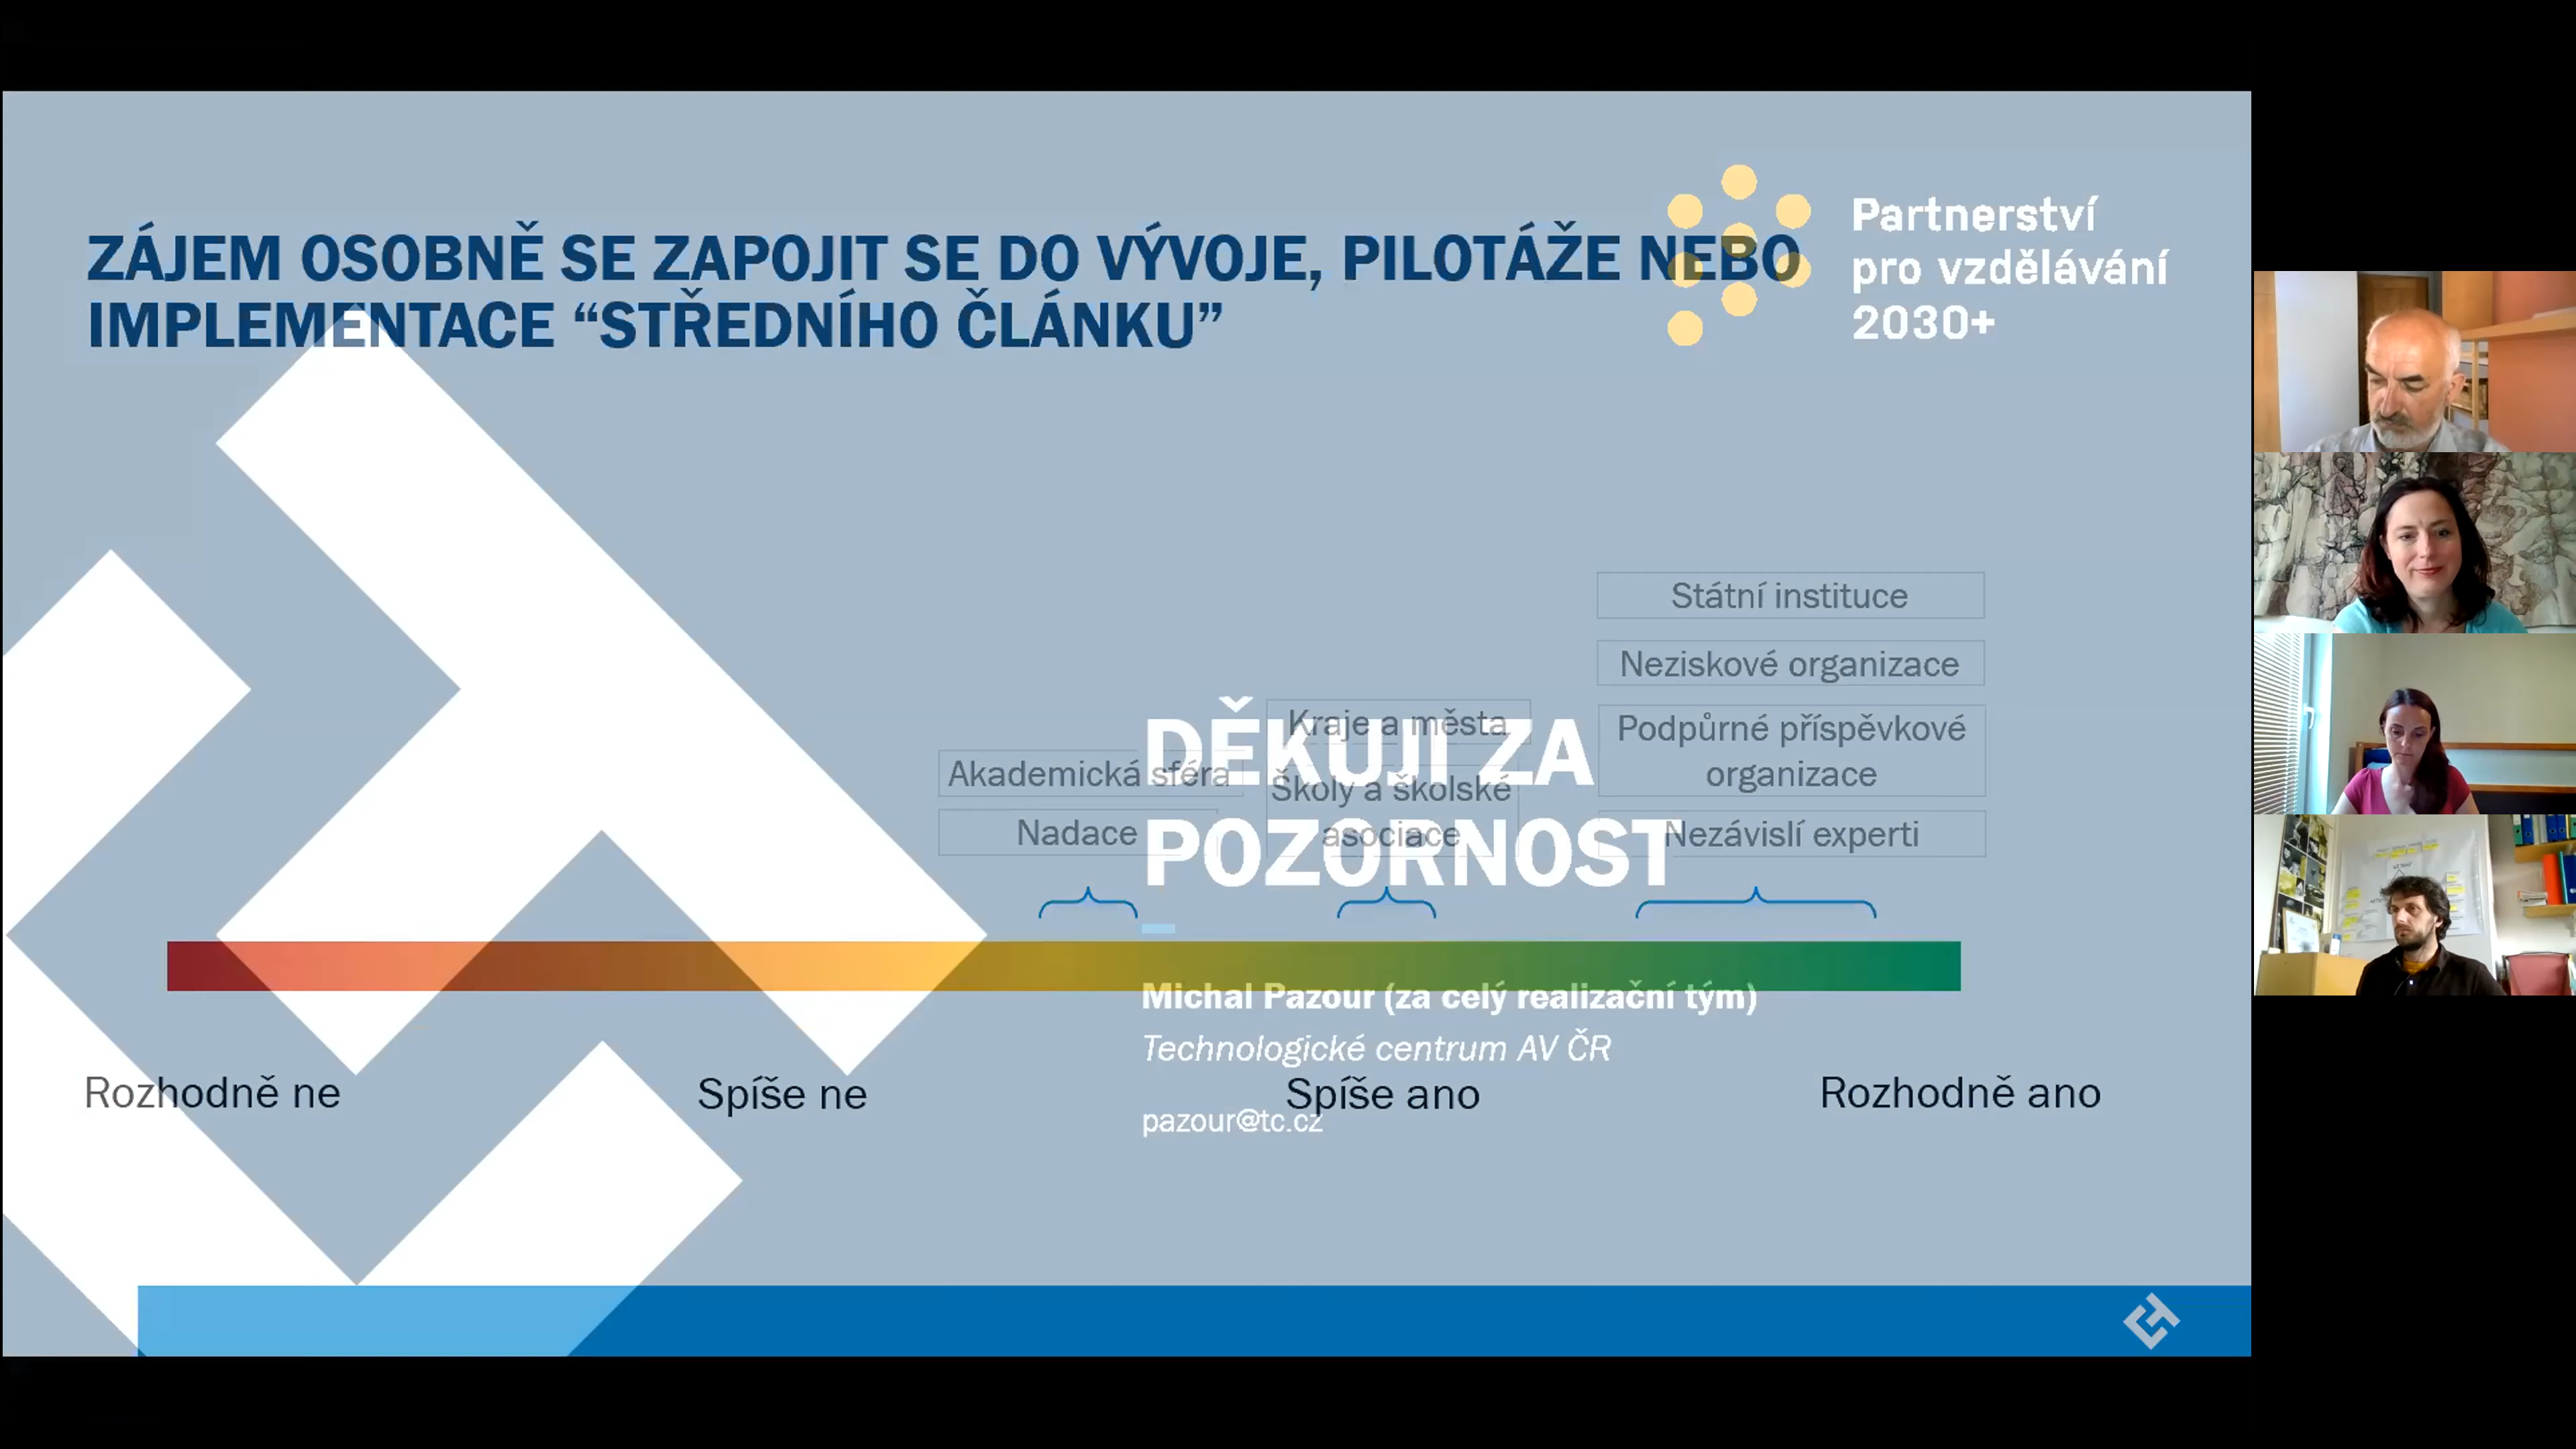 ZÁJEM OSOBNĚ SE ZAPOJIT SE DO VÝVOJE, PILOTÁŽE NEBO
IMPLEMENTACE “STŘEDNÍHO ČLÁNKU”
Partnerství
pro vzdělávání
2030+
Státní instituce
Neziskové organizace
Podpůrné příspěvkové
organizace
Nezávislí experti
Kraje a města
Školy a školské
asociace
Akademická sféra
Nadace
DĚKUJI ZA
POZORNOST
Michal Pazour (za celý realizační tým)
Technologické centrum AV ČR
pazour@tc.cz
Rozhodně ne
Spíše ne
Spíše ano
Rozhodně ano